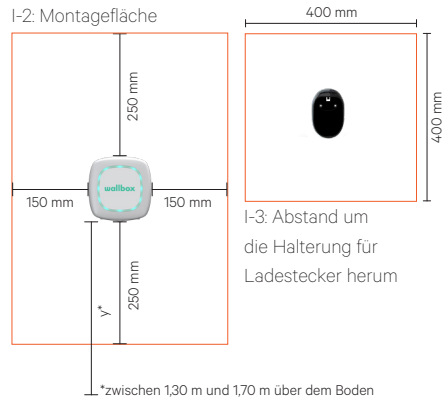 I-2: Montagefläche
250 mm
wallbox
150 mm
150 mm
y*
250 mm
*zwischen 1,30 m und 1,70 m über dem Boden
400 mm
400 mm
I-3: Abstand um
die Halterung für
Ladestecker herum